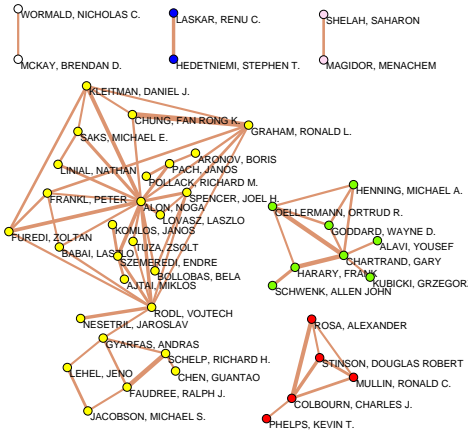 WORMALD, NICHOLAS C.
LASKAR, RENU C.
SHELAH, SAHARON
MCKAY, BRENDAN D.
HEDETNIEMI, STEPHEN T.
MAGIDOR, MENACHEM
KLEITMAN, DANIEL J.
CHUNG, FAN RONG K.
GRAHAM, RONALD L.
SAKS, MICHAEL E.
ARONOV, BORIS
LINIAL, NATHAN
PACH, JANOS
POLLACK, RICHARD M.
HENNING, MICHAEL A.
FRANKL, PETER
SPENCER, JOEL H.
ALON, NOGA
OELLERMANN, ORTRUD R.
LOVASZ, LASZLO
GODDARD, WAYNE D.
KOMLOS, JANOS
FUREDI, ZOLTAN
ALAVI, YOUSEF
TUZA, ZSOLT
BABAI, LASZLO
CHARTRAND, GARY
SZEMEREDI, ENDRE
HARARY, FRANK
BOLLOBAS, BELA
AJTAI, MIKLOS
KUBICKI, GRZEGOR
SCHWENK, ALLEN JOHN
RODL, VOJTECH
NESETRIL, JAROSLAV
ROSA, ALEXANDER
GYARFAS, ANDRAS
SCHELP, RICHARD H.
STINSON, DOUGLAS ROBERT
LEHEL, JENO
CHEN, GUANTAO
MULLIN, RONALD C.
FAUDREE, RALPH J.
COLBOURN, CHARLES J.
JACOBSON, MICHAEL S.
PHELPS, KEVIN T.